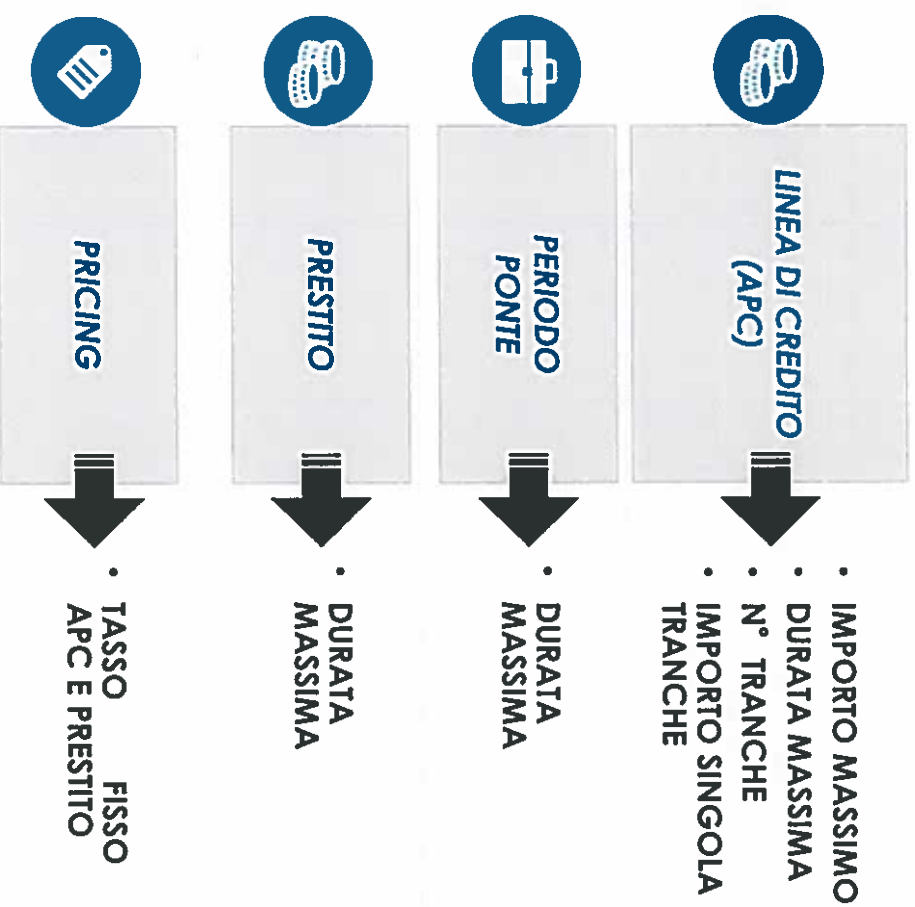 LINEA DI CREDITO
(APC)
• IMPORTO MASSIMO
• DURATA MASSIMA
• N° TRANCHE
• IMPORTO SINGOLA
TRANCHE
PERIODO
PONTE
• DURATA
MASSIMA
PRESTITO
• DURATA
MASSIMA
PRICING
• TASSO FISSO
APC E PRESTITO